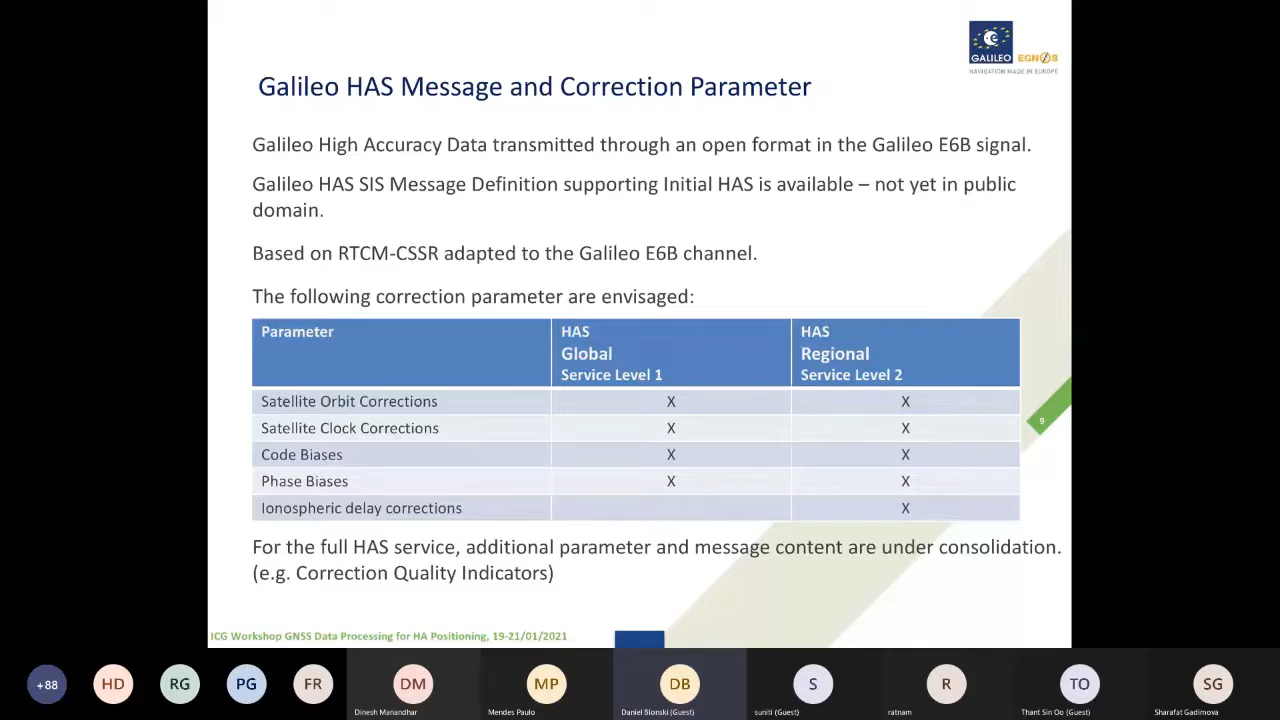 GALILEO
EGNOS
NAVIGATION MADE IN EUROPE
Galileo HAS Message and Correction Parameter
Galileo High Accuracy Data transmitted through an open format in the Galileo E6B signal.
Galileo HAS SIS Message Definition supporting Initial HAS is available – not yet in public
domain.
Based on RTCM-CSSR adapted to the Galileo E6B channel.
The following correction parameter are envisaged:
Parameter HAS Global Service Level 1 HAS Regional Service Level 2
Satellite Orbit Corrections X X
Satellite Clock Corrections X X
Code Biases X X
Phase Biases X X
Ionospheric delay corrections X
9
For the full HAS service, additional parameter and message content are under consolidation.
(e.g. Correction Quality Indicators)
ICG Workshop GNSS Data Processing for HA Positioning, 19-21/01/2021
+88 HD RG PG FR DM MP DB S R TO SG
Dinesh Manandhar Mendes Paulo Daniel Blonski (Guest) suniti (Guest) ratnam Thant Sin Oo (Guest) Sharafat Gadimova